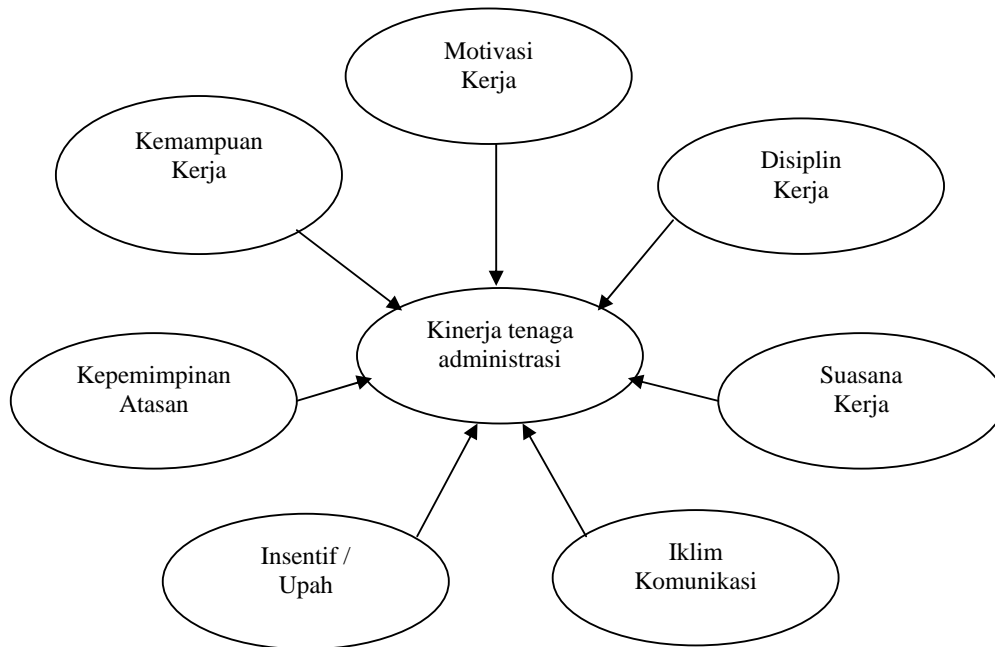 Motivasi
Kerja
Kemampuan
Kerja
Disiplin
Kerja
Kinerja tenaga
administrasi
Kepemimpinan
Atasan
Suasana
Kerja
Insentif /
Upah
Iklim
Komunikasi